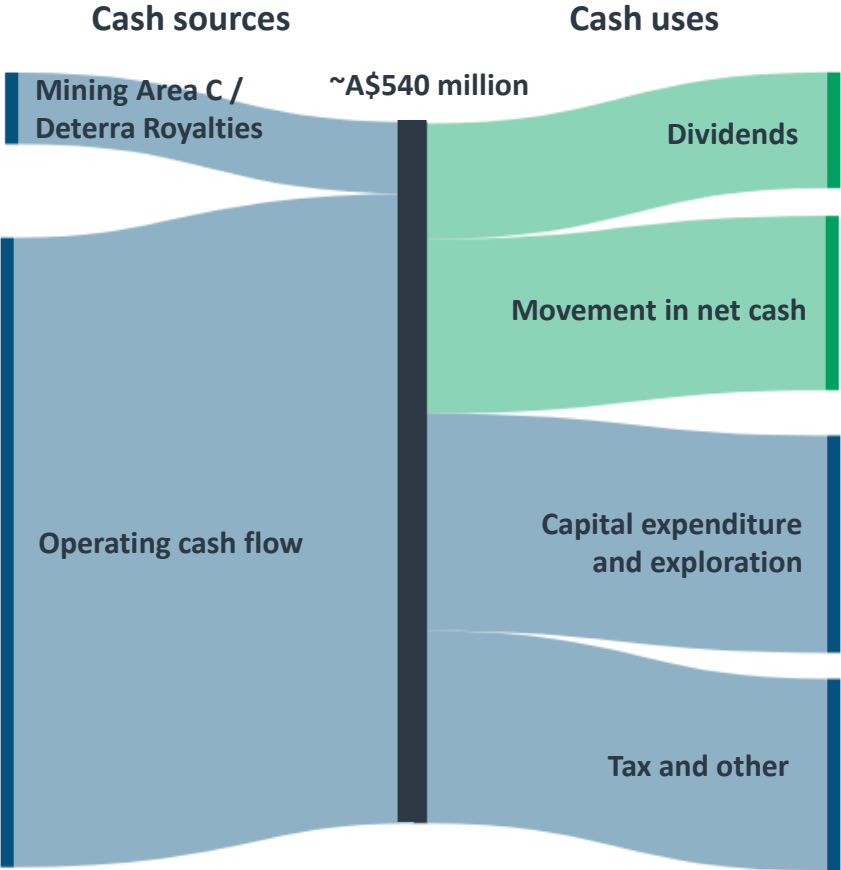 Cash sources
Cash uses
~A$540 million
Mining Area C /
Deterra Royalties
Operating cash flow
Dividends
Movement in net cash
Capital expenditure
and exploration
Tax and other